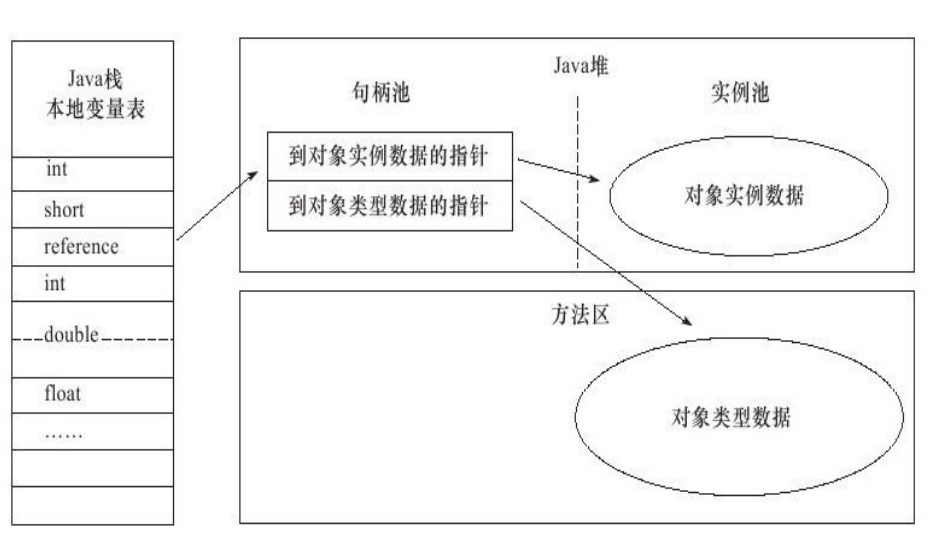 Java栈
本地变量表
int
short
reference
int
double
float
……
Java堆
句柄池
实例池
到对象实例数据的指针
到对象类型数据的指针
对象实例数据
方法区
对象类型数据